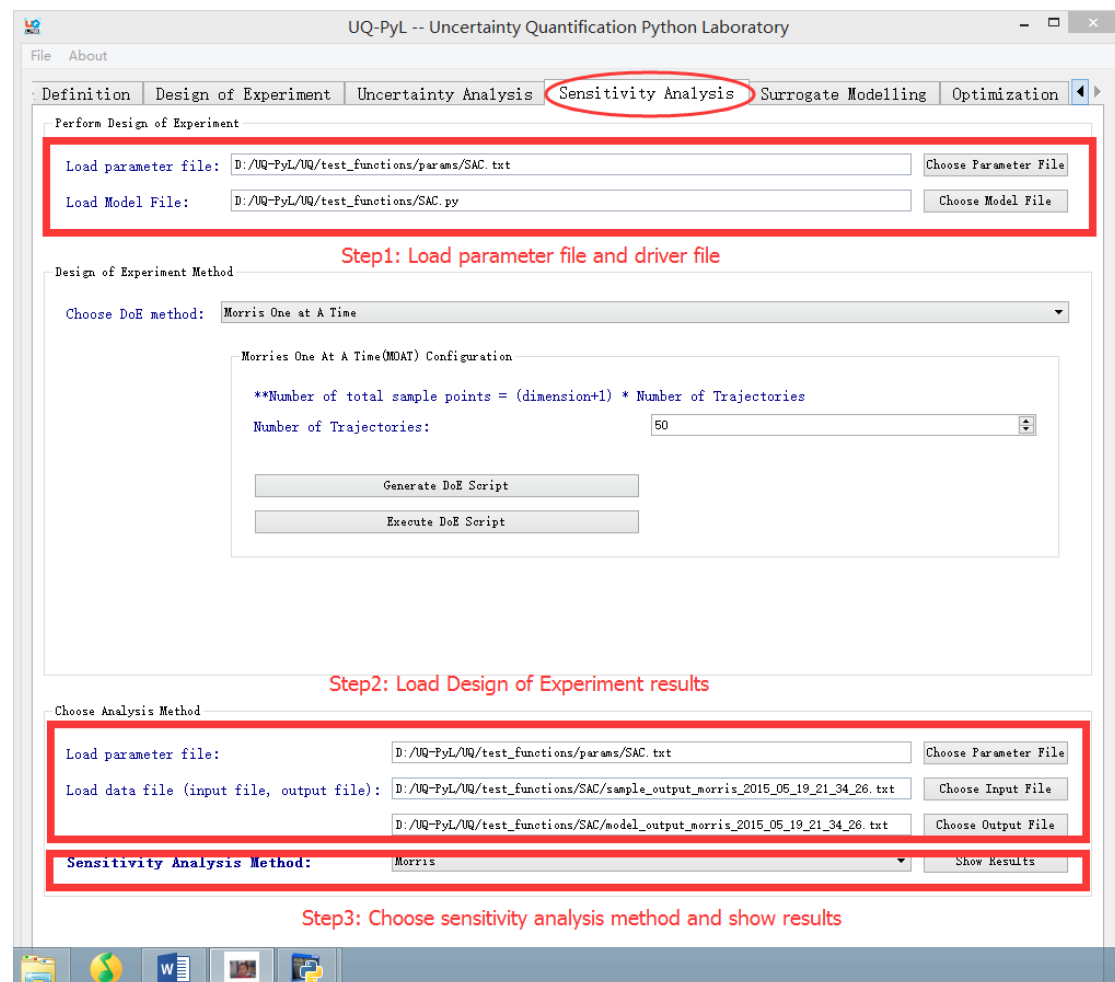 UQ-PyL -- Uncertainty Quantification Python Laboratory
File About
Definition Design of Experiment Uncertainty Analysis Sensitivity Analysis Surrogate Modelling Optimization
Perform Design of Experiment
Load parameter file: D:/UQ-PyL/UQ/test_functions/params/SAC.txt Choose Parameter File
Load Model File: D:/UQ-PyL/UQ/test_functions/SAC.py Choose Model File
Step1: Load parameter file and driver file
Design of Experiment Method
Choose DoE method: Morris One at A Time
Morries One At A Time(MOAT) Configuration
**Number of total sample points = (dimension+1) * Number of Trajectories
Number of Trajectories: 50
Generate DoE Script
Execute DoE Script
Step2: Load Design of Experiment results
Choose Analysis Method
Load parameter file: D:/UQ-PyL/UQ/test_functions/params/SAC.txt Choose Parameter File
Load data file (input file, output file): D:/UQ-PyL/UQ/test_functions/SAC/sample_output_morris_2015_05_19_21_34_26.txt Choose Input File
D:/UQ-PyL/UQ/test_functions/SAC/model_output_morris_2015_05_19_21_34_26.txt Choose Output File
Sensitivity Analysis Method: Morris Show Results
Step3: Choose sensitivity analysis method and show results